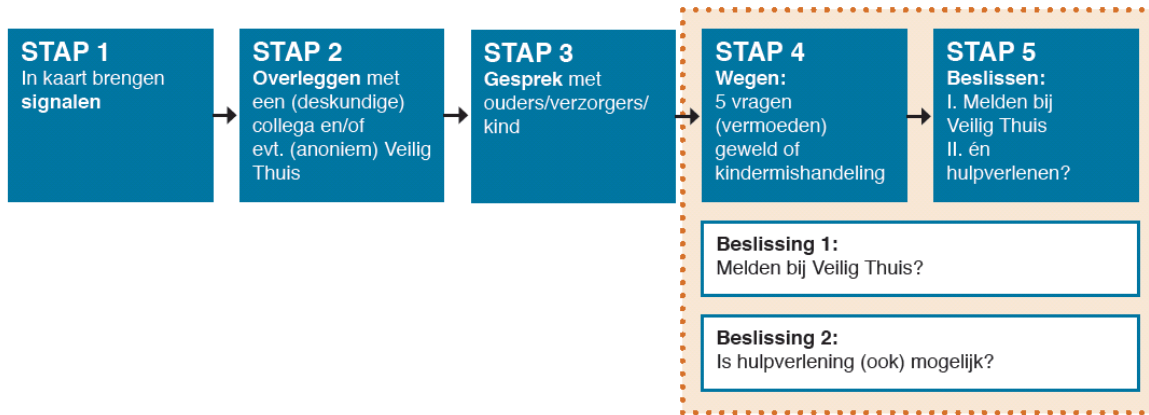 STAP 1
In kaart brengen
signalen
STAP 2
Overleggen met
een (deskundige)
collega en/of
evt. (anoniem) Veilig
Thuis
STAP 3
Gesprek met
ouders/verzorgers/
kind
STAP 4
Wegen:
5 vragen
(vermoeden)
geweld of
kindermishandeling
STAP 5
Beslissen:
I. Melden bij
Veilig Thuis
II. én
hulpverlenen?
Beslissing 1:
Melden bij Veilig Thuis?
Beslissing 2:
Is hulpverlening (ook) mogelijk?